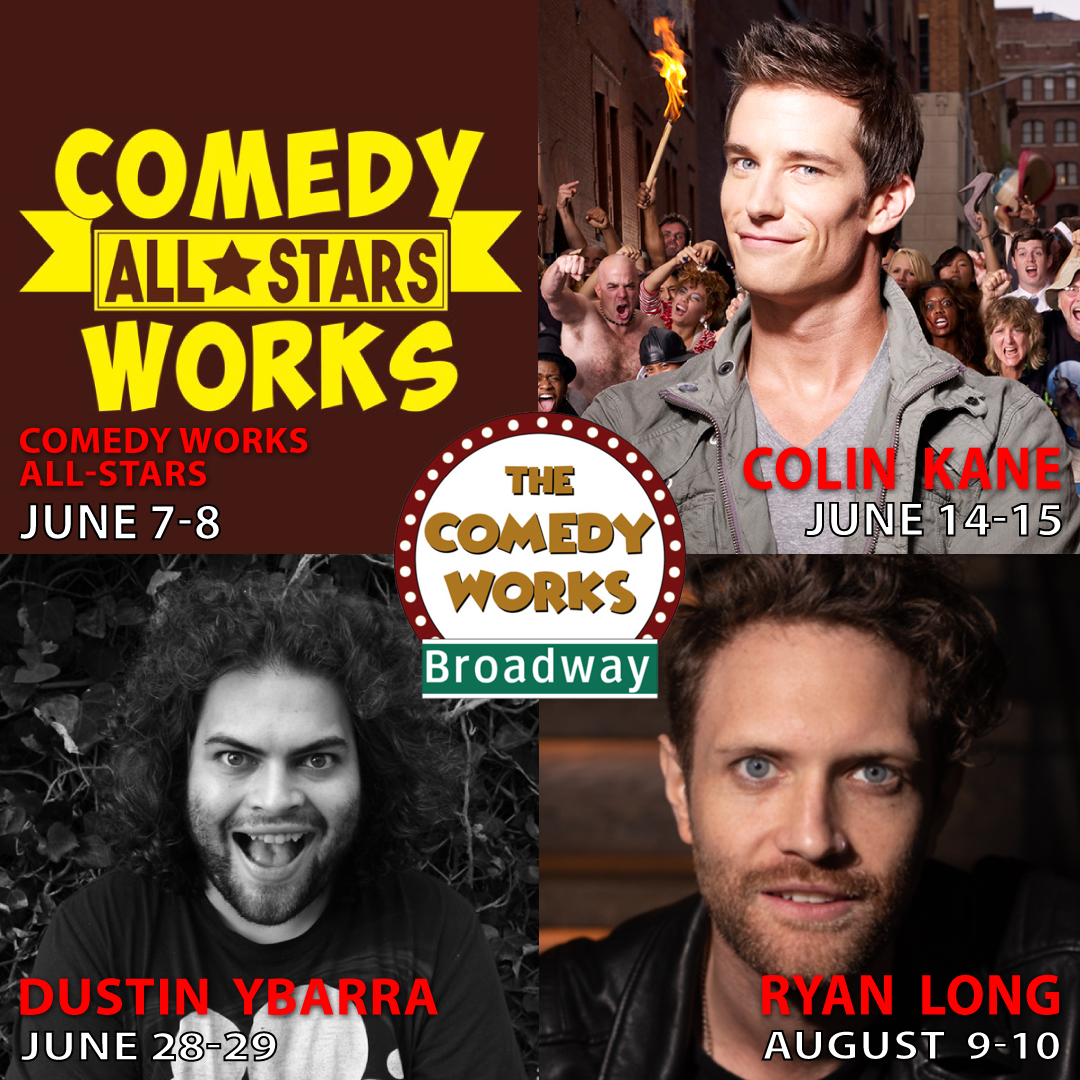 COMEDY
ALL★STARS
WORKS
COMEDY WORKS
ALL-STARS
JUNE 7-8
COLIN KANE
JUNE 14-15
THE
COMEDY
WORKS
Broadway
DUSTIN YBARRA
JUNE 28-29
RYAN LONG
AUGUST 9-10